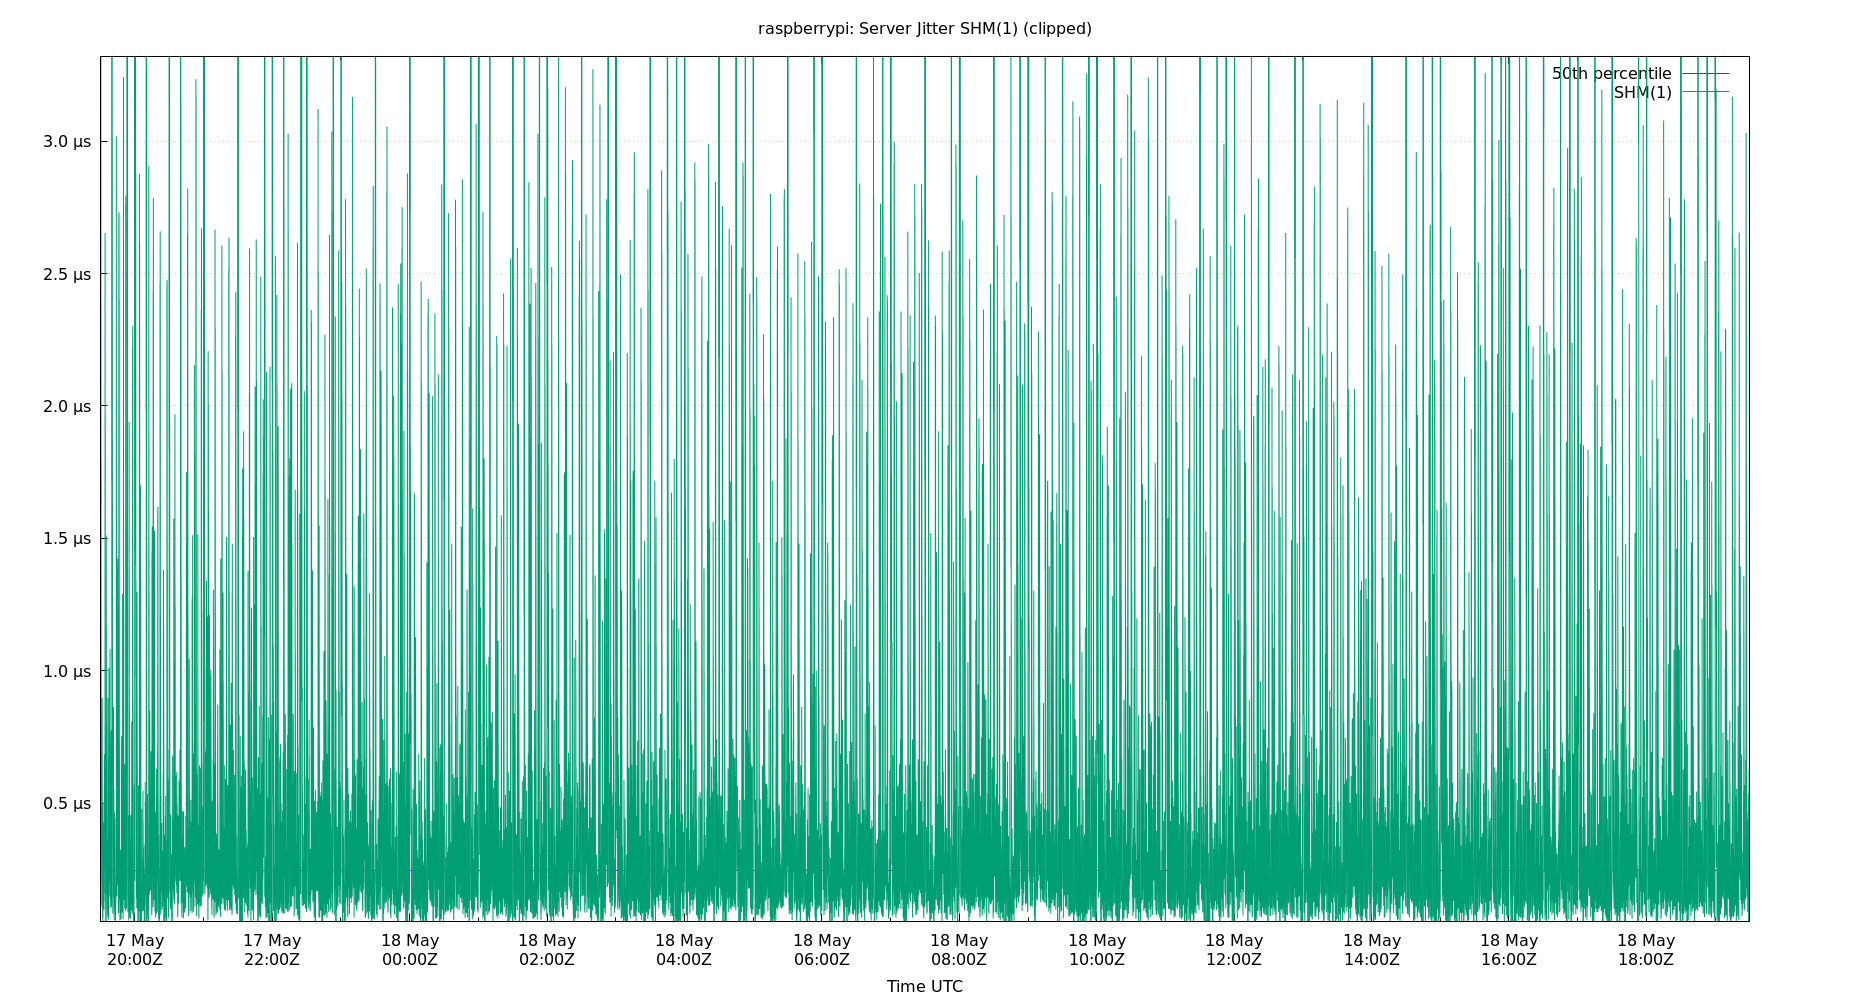 raspberrypi: Server Jitter SHM(1) (clipped)
50th percentile
SHM(1)
3.0 μs
2.5 μs
2.0 μs
1.5 μs
1.0 μs
0.5 μs
17 May 17 May 18 May 18 May 18 May 18 May 18 May 18 May 18 May 18 May 18 May 18 May
20:00Z 22:00Z 00:00Z 02:00Z 04:00Z 06:00Z 08:00Z 10:00Z 12:00Z 14:00Z 16:00Z 18:00Z
Time UTC